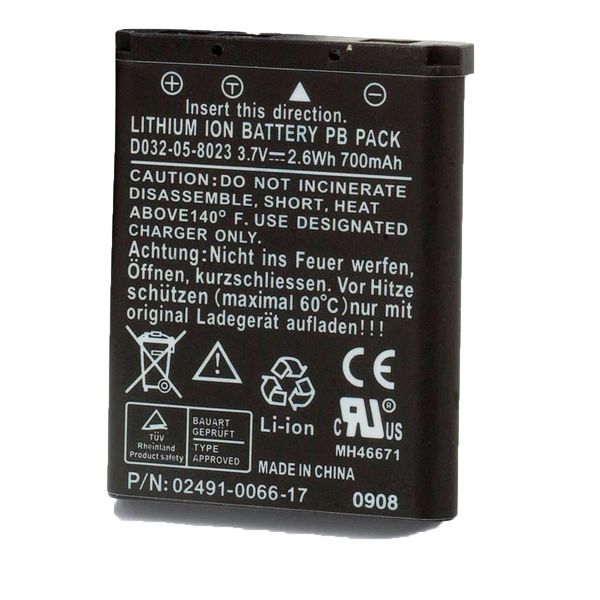 Insert this direction.
LITHIUM ION BATTERY PB PACK
D032-05-8023 3.7V⎓2.6Wh 700mAh
CAUTION: DO NOT INCINERATE
DISASSEMBLE, SHORT, HEAT
ABOVE140° F. USE DESIGNATED
CHARGER ONLY.
Achtung:Nicht ins Feuer werfen,
Öffnen, kurzschliessen. Vor Hitze
schützen (maximal 60°C)nur mit
original Ladegerät aufladen!!!
Li-ion
CE
c RU ® US
MH46671
TÜV
Rheinland
Product safety
BAUART
GEPRÜFT
TYPE
APPROVED
MADE IN CHINA
P/N: 02491-0066-17
0908